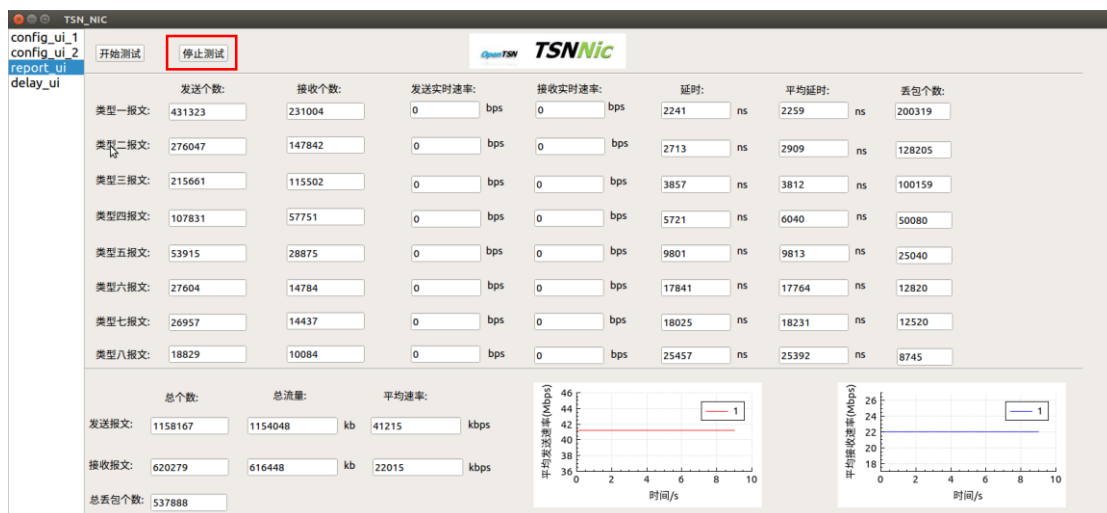 TSN_NIC
config_ui_1
config_ui_2
report_ui
delay_ui
开始测试 停止测试 OpenTSN TSNNic
发送个数: 接收个数: 发送实时速率: 接收实时速率: 延时: 平均延时: 丢包个数:
类型一报文: 431323 231004 0 bps 0 bps 2241 ns 2259 ns 200319
类型二报文: 276047 147842 0 bps 0 bps 2713 ns 2909 ns 128205
类型三报文: 215661 115502 0 bps 0 bps 3857 ns 3812 ns 100159
类型四报文: 107831 57751 0 bps 0 bps 5721 ns 6040 ns 50080
类型五报文: 53915 28875 0 bps 0 bps 9801 ns 9813 ns 25040
类型六报文: 27604 14784 0 bps 0 bps 17841 ns 17764 ns 12820
类型七报文: 26957 14437 0 bps 0 bps 18025 ns 18231 ns 12520
类型八报文: 18829 10084 0 bps 0 bps 25457 ns 25392 ns 8745
总个数: 总流量: 平均速率:
发送报文: 1158167 1154048 kb 41215 kbps
接收报文: 620279 616448 kb 22015 kbps
总丢包个数: 537888
平均发送速率(Mbps)
46
44
42
40
38
36
1
0 2 4 6 8 10
时间/s
平均接收速率(Mbps)
26
24
22
20
18
1
0 2 4 6 8 10
时间/s